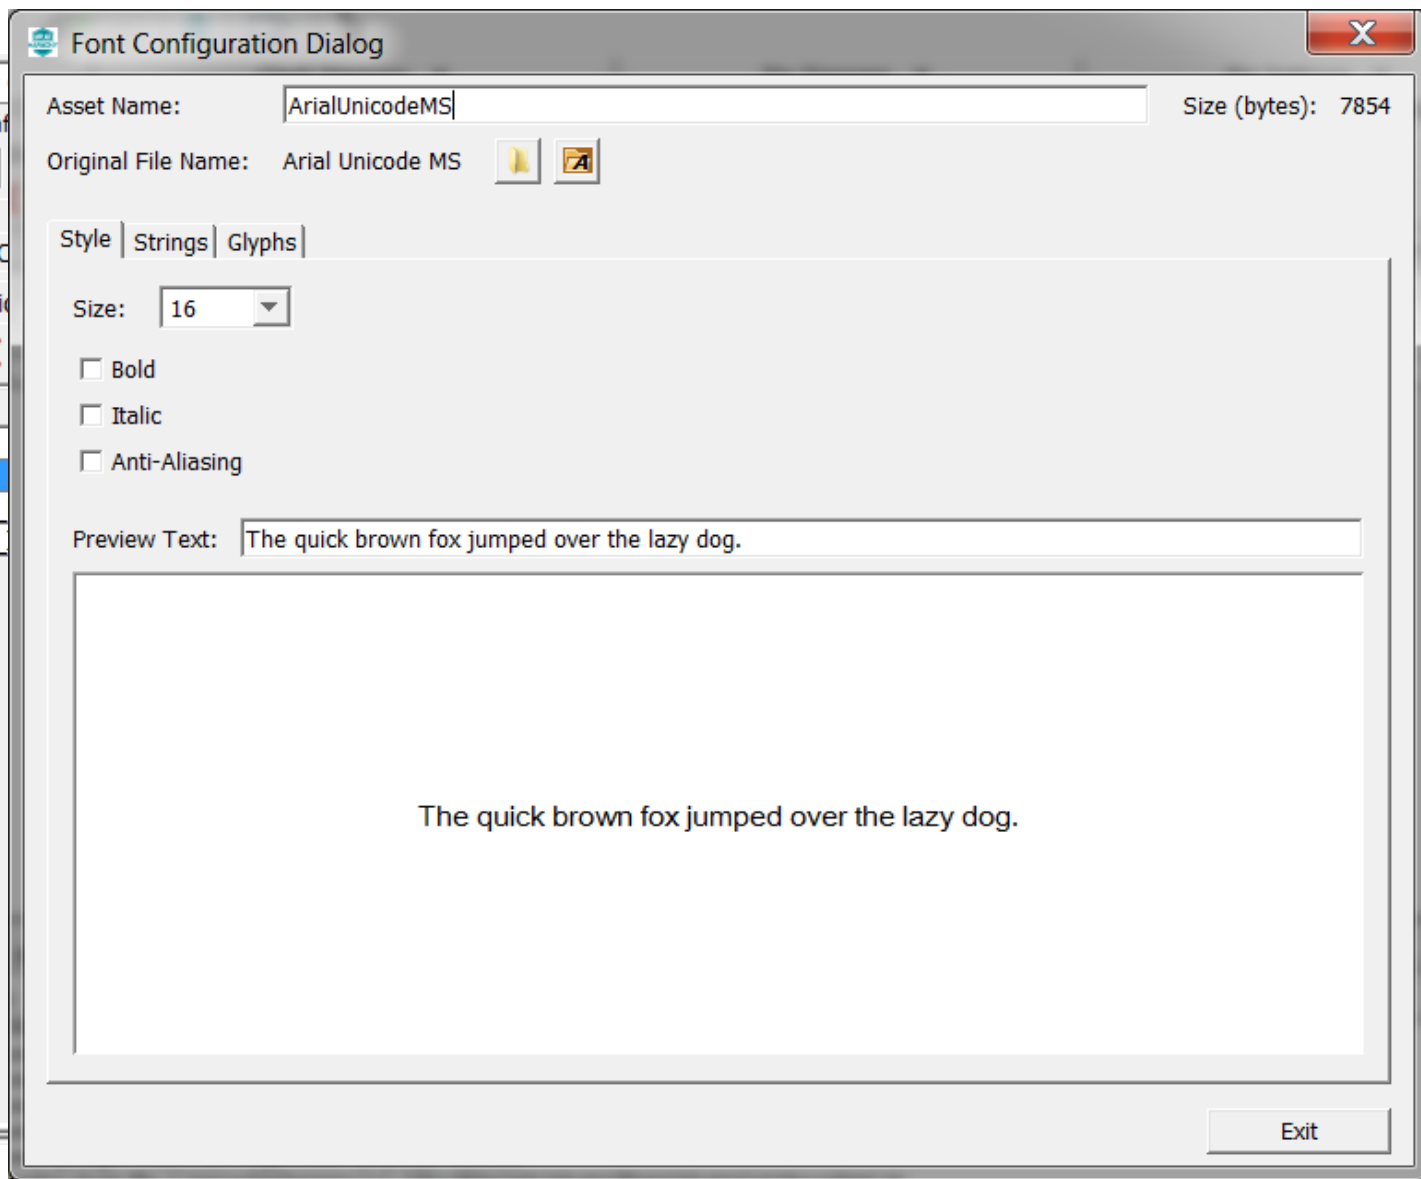 Font Configuration Dialog
X
Asset Name: ArialUnicodeMS Size (bytes): 7854
Original File Name: Arial Unicode MS
Style Strings Glyphs
Size: 16
Bold
Italic
Anti-Aliasing
Preview Text: The quick brown fox jumped over the lazy dog.
The quick brown fox jumped over the lazy dog.
Exit